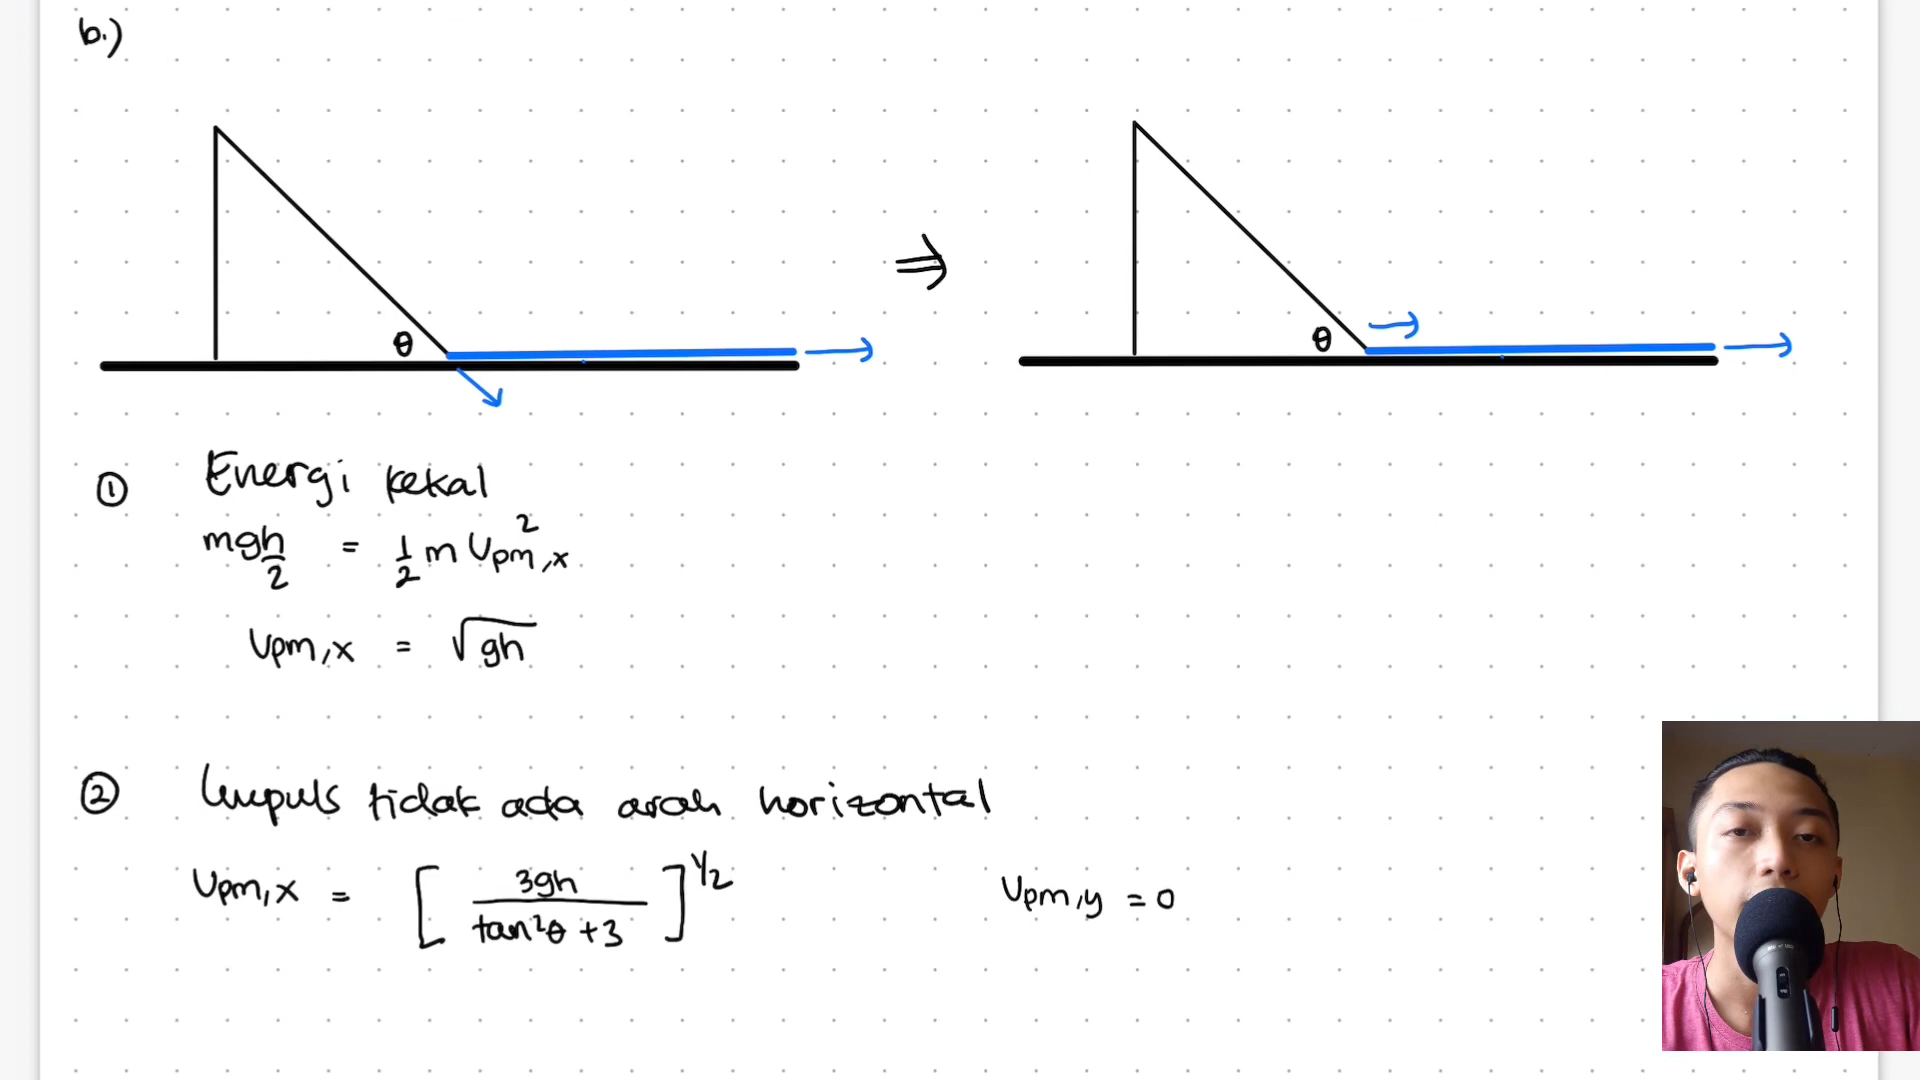 b.)
θ
⇒
θ
① Energi kekal
mgh/2 = 1/2 m Vpm,x²
Vpm,x = √gh
② Impuls tidak ada arah horizontal
Vpm,x = [3gh / (tan²θ + 3)]^1/2 Vpm,y = 0